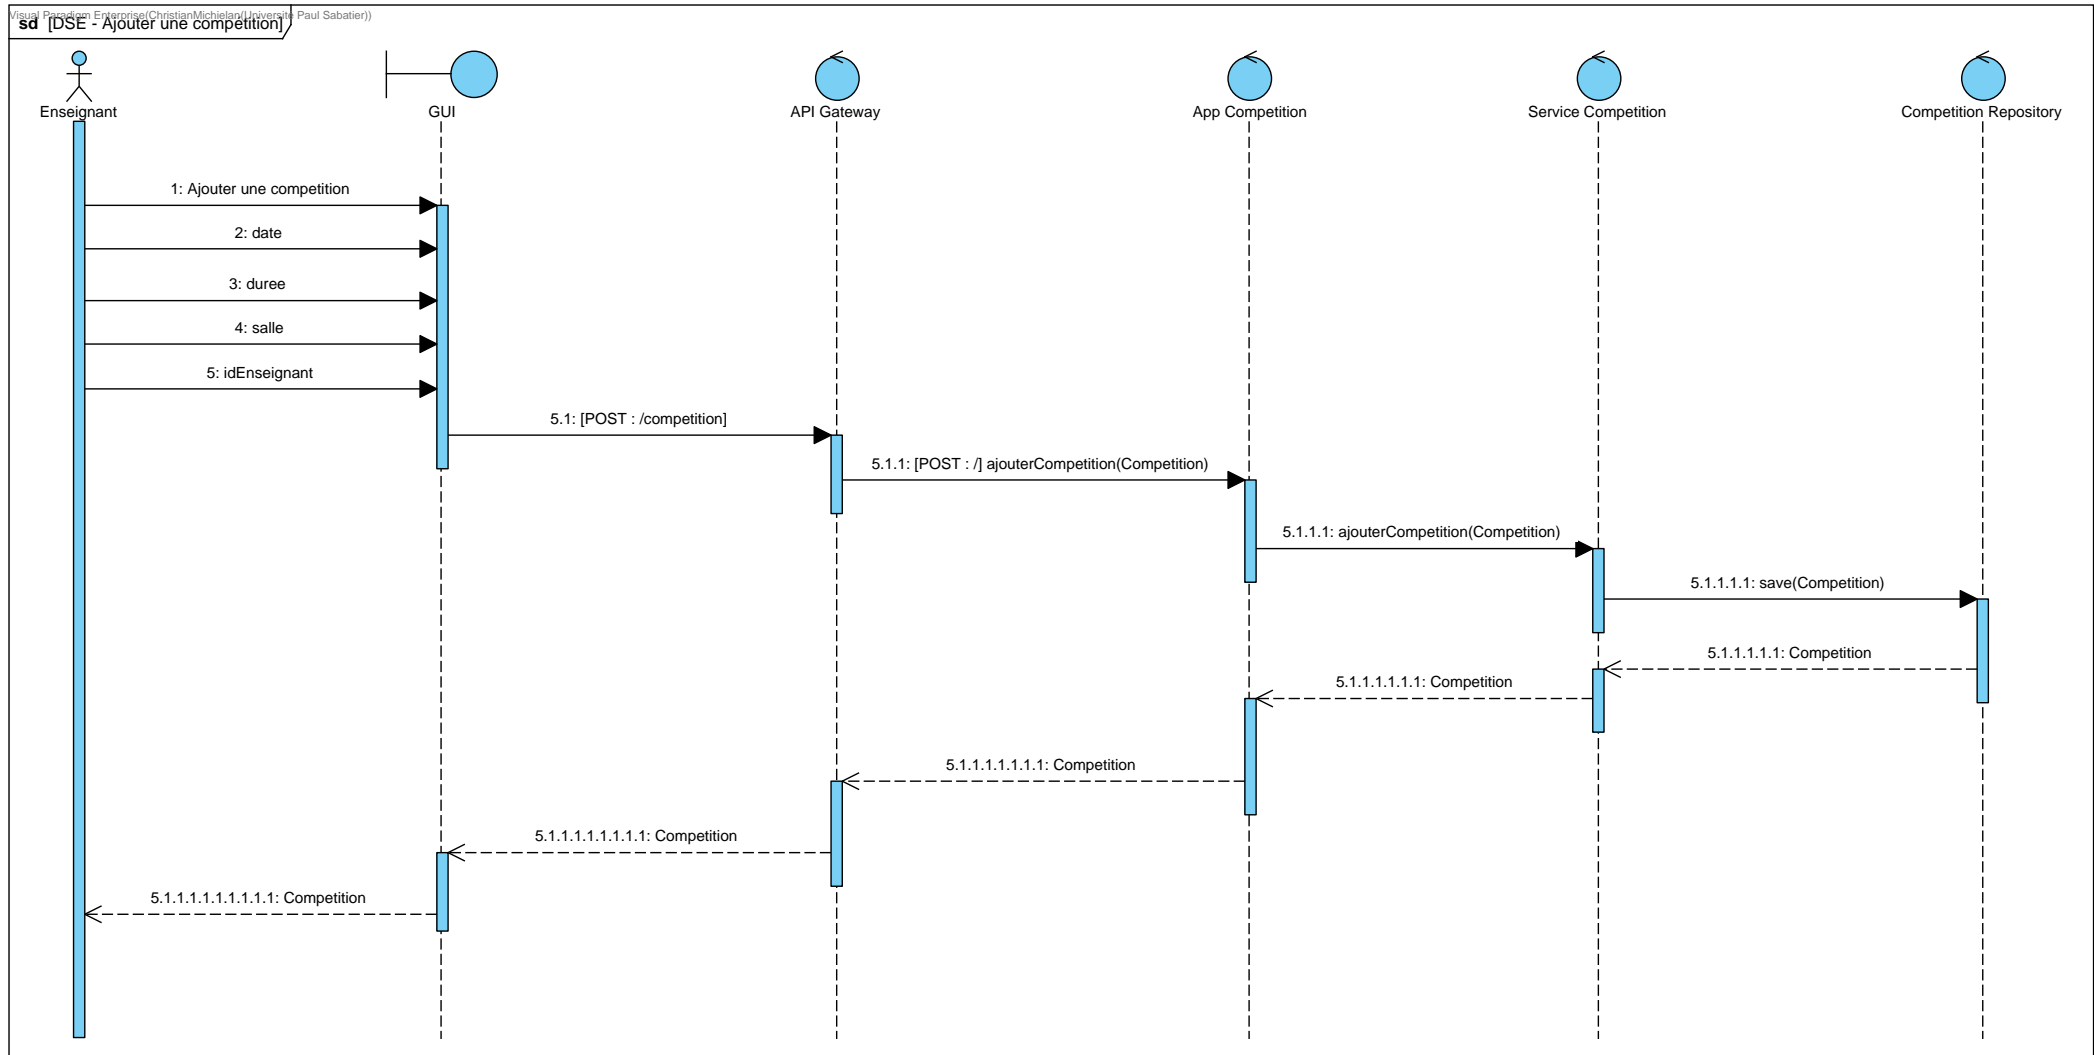 Visual Paradigm Enterprise(ChristianMichielan(Université Paul Sabatier))
sd [DSE - Ajouter une competition]
Enseignant
GUI
API Gateway
App Competition
Service Competition
Competition Repository
1: Ajouter une competition
2: date
3: duree
4: salle
5: idEnseignant
5.1: [POST : /competition]
5.1.1: [POST : /] ajouterCompetition(Competition)
5.1.1.1: ajouterCompetition(Competition)
5.1.1.1.1: save(Competition)
5.1.1.1.1.1: Competition
5.1.1.1.1.1.1: Competition
5.1.1.1.1.1.1.1: Competition
5.1.1.1.1.1.1.1.1: Competition
5.1.1.1.1.1.1.1.1.1: Competition